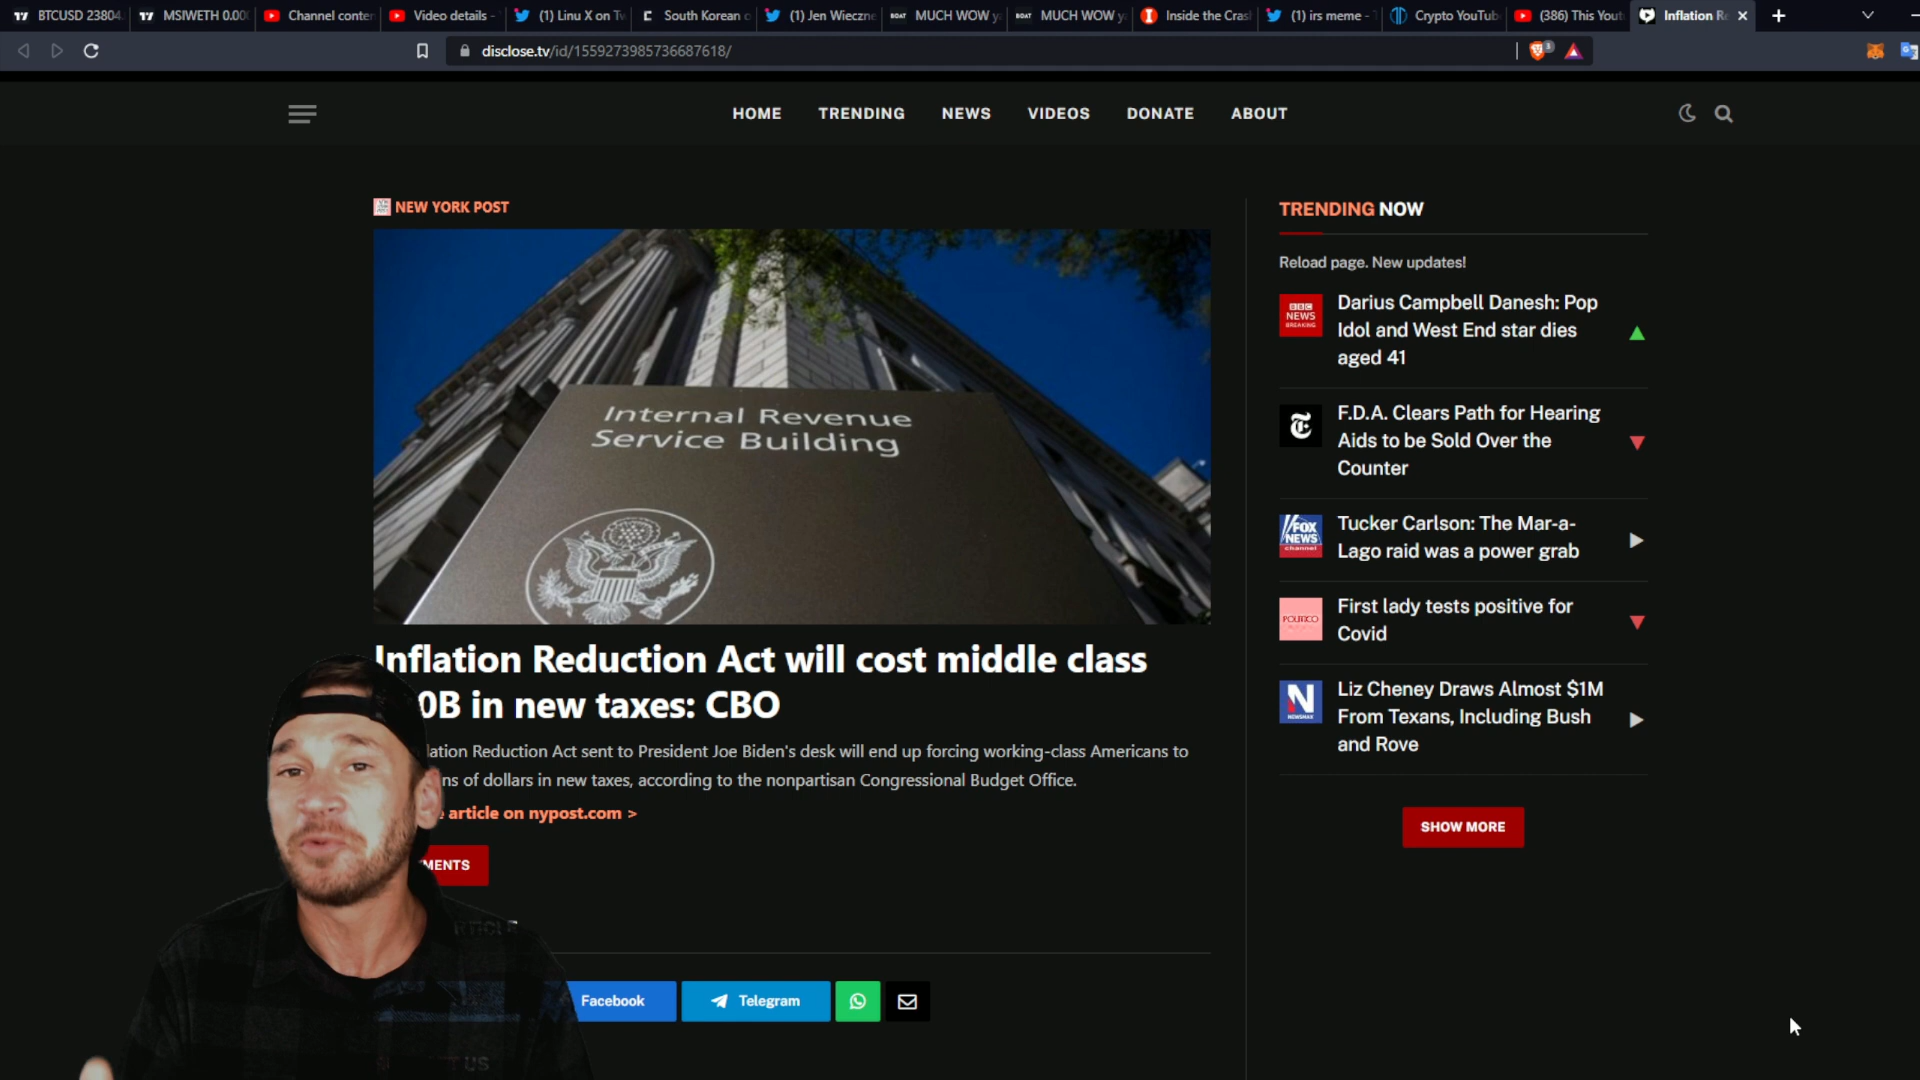 BTCUSD 23804.
MSIWETH 0.00
Channel conten
Video details -
(1) Linu X on Tw
South Korean c
(1) Jen Wieczne
MUCH WOW y
MUCH WOW y
Inside the Cras
(1) irs meme - T
Crypto YouTub
(386) This Yout
Inflation Re
disclose.tv/id/1559273985736687618/
HOME TRENDING NEWS VIDEOS DONATE ABOUT
NEW YORK POST
Internal Revenue
Service Building
Inflation Reduction Act will cost middle class
0B in new taxes: CBO
lation Reduction Act sent to President Joe Biden's desk will end up forcing working-class Americans to
ns of dollars in new taxes, according to the nonpartisan Congressional Budget Office.
article on nypost.com >
MENTS
Facebook
Telegram
TRENDING NOW
Reload page. New updates!
BBC
NEWS
BREAKING
Darius Campbell Danesh: Pop
Idol and West End star dies
aged 41
F.D.A. Clears Path for Hearing
Aids to be Sold Over the
Counter
FOX
NEWS
channel
Tucker Carlson: The Mar-a-
Lago raid was a power grab
POLITICO
First lady tests positive for
Covid
N
NEWSMAX
Liz Cheney Draws Almost $1M
From Texans, Including Bush
and Rove
SHOW MORE